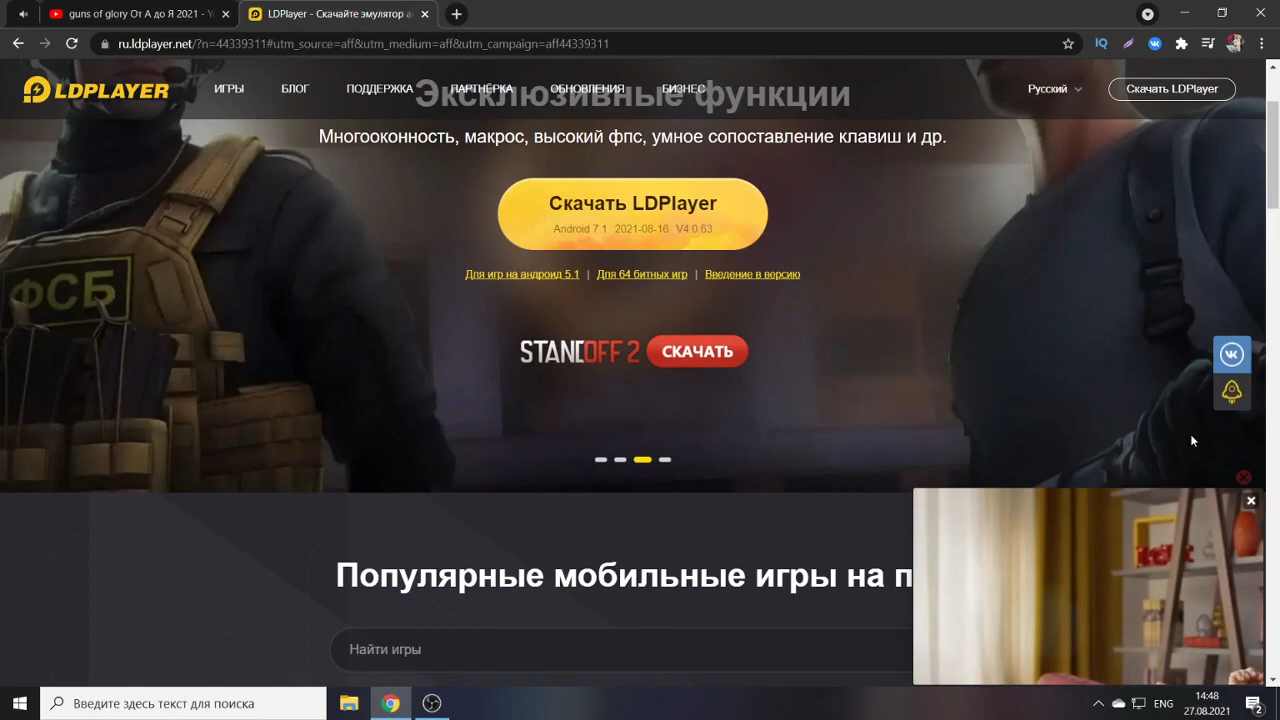 guns of glory От А до Я 2021 - Yo
LDPlayer - Скачайте эмулятор а
ru.ldplayer.net/?n=44339311#utm_source=aff&utm_medium=aff&utm_campaign=aff44339311
LDPLAYER
ИГРЫ
БЛОГ
ПОДДЕРЖКА
ПАРТНЁРКА
ОБНОВЛЕНИЯ
БИЗНЕС
Русский
Скачать LDPlayer
Эксклюзивные функции
Многооконность, макрос, высокий фпс, умное сопоставление клавиш и др.
Скачать LDPlayer
Android 7.1 2021-08-16 V4.0.63
Для игр на андроид 5.1 | Для 64 битных игр | Введение в версию
ФСБ
STANDOFF 2
СКАЧАТЬ
Популярные мобильные игры на п
Найти игры
Введите здесь текст для поиска
ENG
14:48
27.08.2021
2